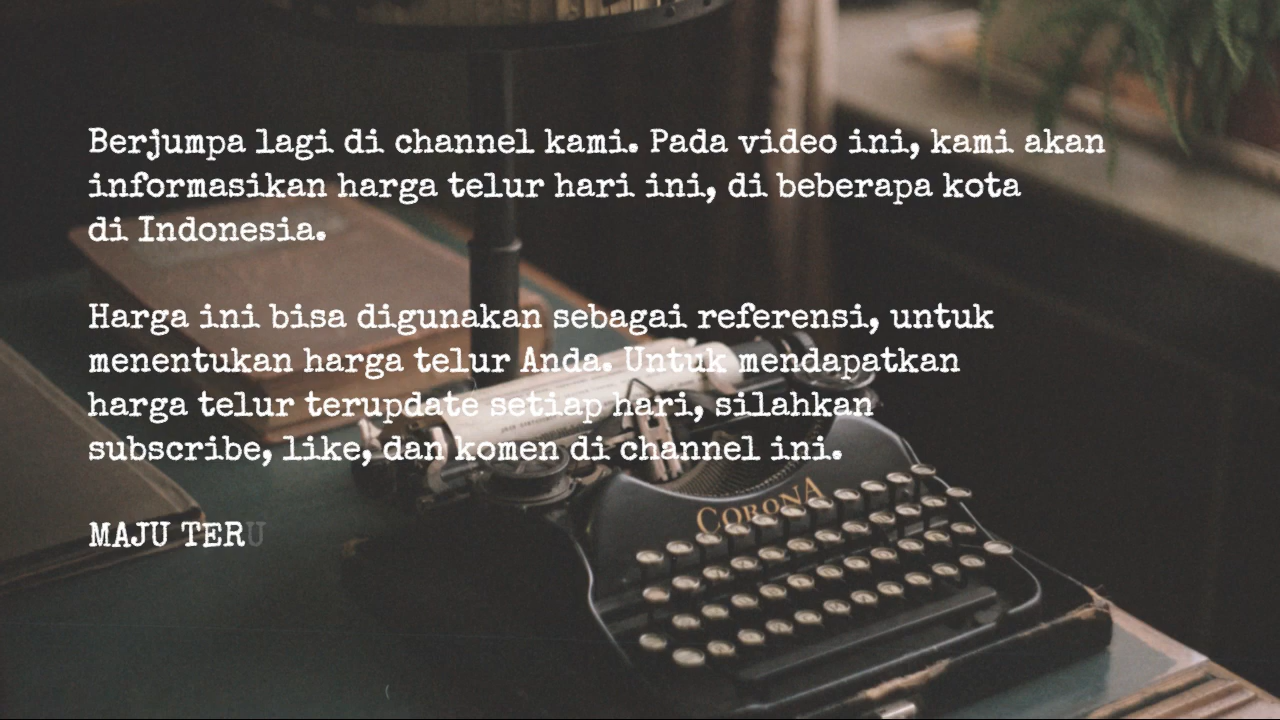 Berjumpa lagi di channel kami. Pada video ini, kami akan
informasikan harga telur hari ini, di beberapa kota
di Indonesia.
Harga ini bisa digunakan sebagai referensi, untuk
menentukan harga telur Anda. Untuk mendapatkan
harga telur terupdate setiap hari, silahkan
subscribe, like, dan komen di channel ini.
MAJU TERU
CORONA